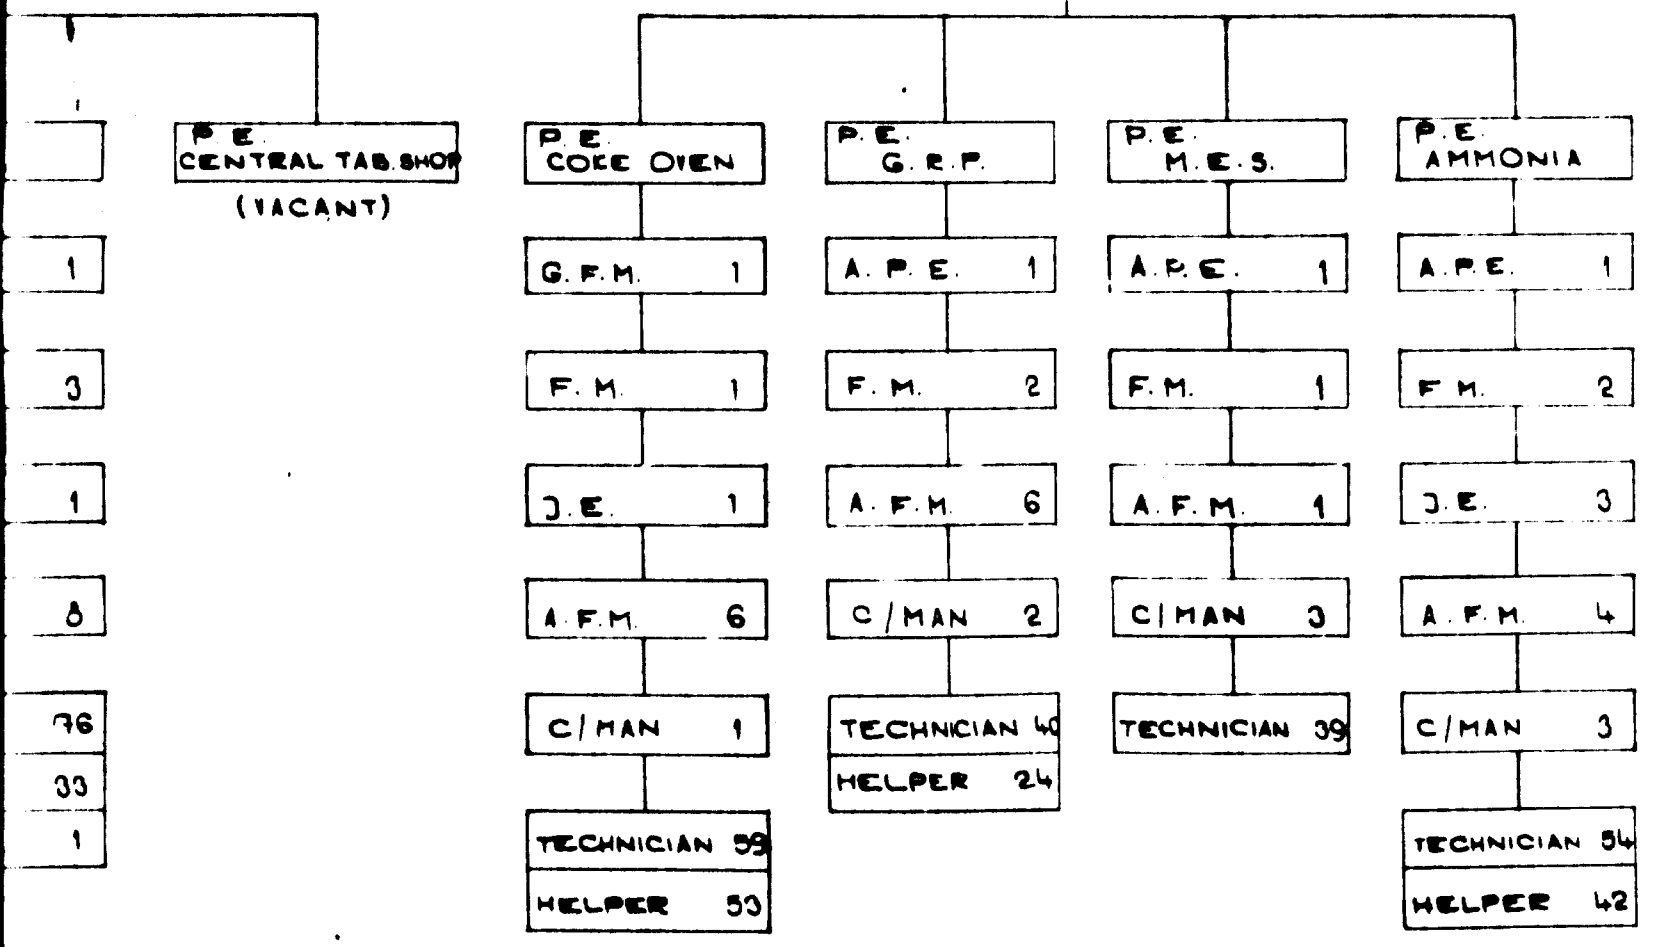 P.E.
CENTRAL TAB.SHOP
(VACANT)
1
3
1
8
76
33
1
P.E.
COKE OVEN
G.F.M. 1
F.M. 1
J.E. 1
A.F.M. 6
C/MAN 1
TECHNICIAN 59
HELPER 53
P.E.
G.R.P.
A.P.E. 1
F.M. 2
A.F.M. 6
C/MAN 2
TECHNICIAN 40
HELPER 24
P.E.
M.E.S.
A.P.E. 1
F.M. 1
A.F.M. 1
C/MAN 3
TECHNICIAN 39
P.E.
AMMONIA
A.P.E. 1
F M. 2
J.E. 3
A.F.M. 4
C/MAN 3
TECHNICIAN 54
HELPER 42